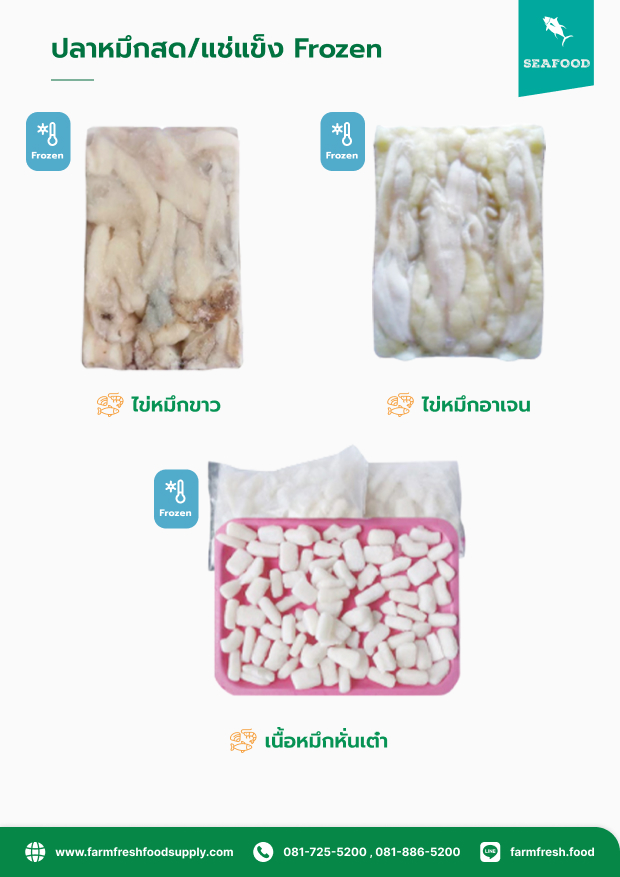 ปลาหมึกสด/แช่แข็ง Frozen
SEAFOOD
Frozen
Frozen
ไข่หมึกขาว
ไข่หมึกอาเจน
Frozen
เนื้อหมึกหั่นเต๋า
www.farmfreshfoodsupply.com
081-725-5200 , 081-886-5200
LINE
farmfresh.food